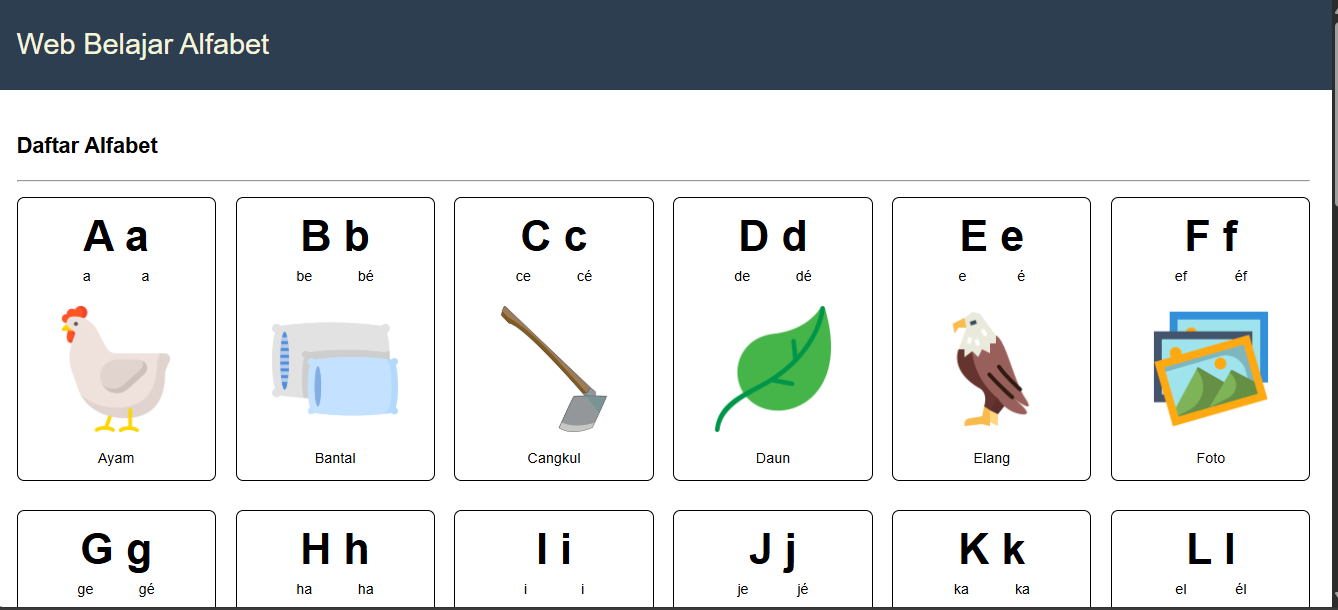 Web Belajar Alfabet
Daftar Alfabet
A a
a a
Ayam
B b
be bé
Bantal
C c
ce cé
Cangkul
D d
de dé
Daun
E e
e é
Elang
F f
ef éf
Foto
G g
ge gé
H h
ha ha
I i
i i
J j
je jé
K k
ka ka
L l
el él